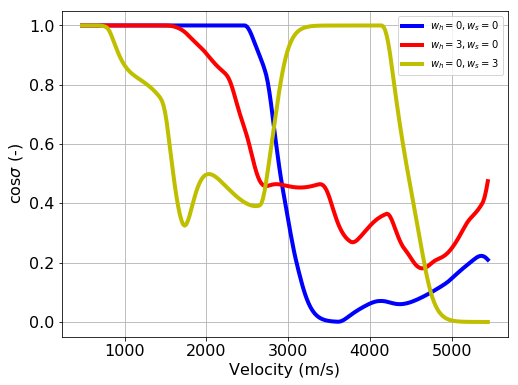 1.0
0.8
0.6
0.4
0.2
0.0
cosσ (-)
1000 2000 3000 4000 5000
Velocity (m/s)
w_h = 0, w_s = 0
w_h = 3, w_s = 0
w_h = 0, w_s = 3